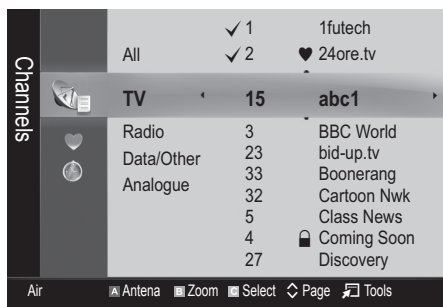 Channels
✓ 1 1futech
All ✓ 2 ♥ 24ore.tv
TV 15 abc1
Radio 3 BBC World
Data/Other 23 bid-up.tv
Analogue 33 Boonerang
32 Cartoon Nwk
5 Class News
4 Coming Soon
27 Discovery
Air A Antena B Zoom C Select Page Tools